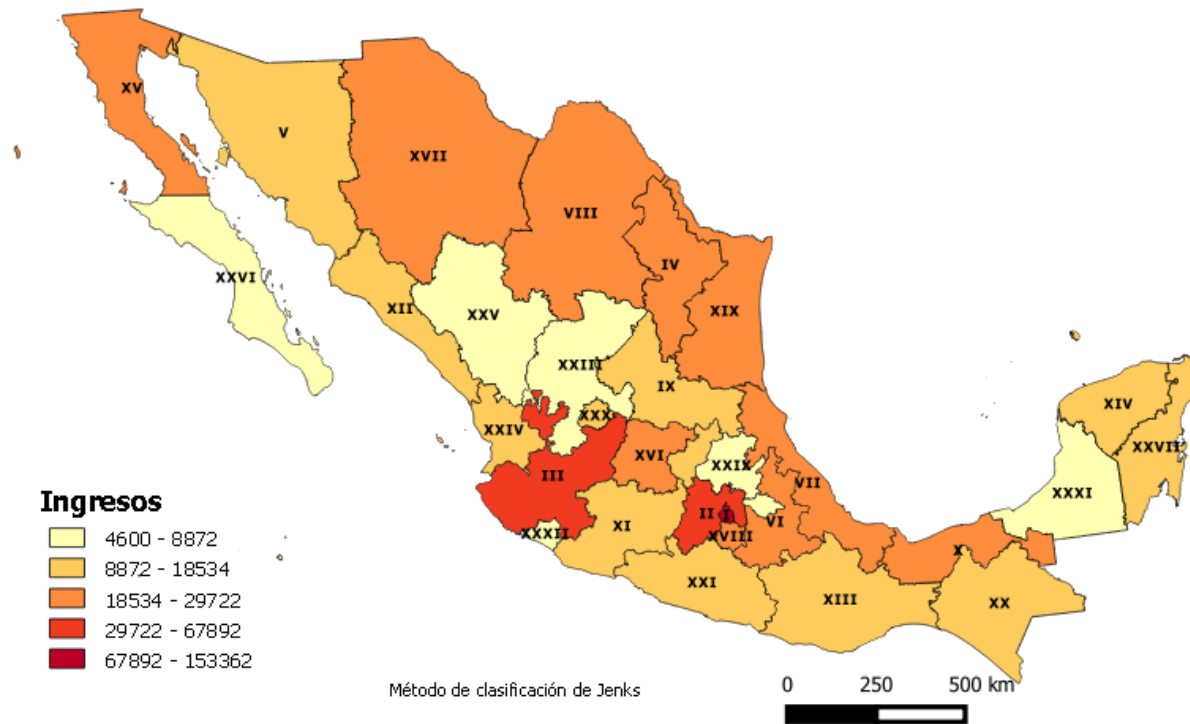 XV
V
XVII
VIII
IV
XXVI
XII
XXV
XIX
XXIII
IX
XXIV
XXX
XIV
XVI
XXIX
XXVII
III
VII
XXXI
II
I
VI
XXXII
XI
XVIII
X
XXI
XIII
XX
Ingresos
4600 - 8872
8872 - 18534
18534 - 29722
29722 - 67892
67892 - 153362
Método de clasificación de Jenks
0 250 500 km